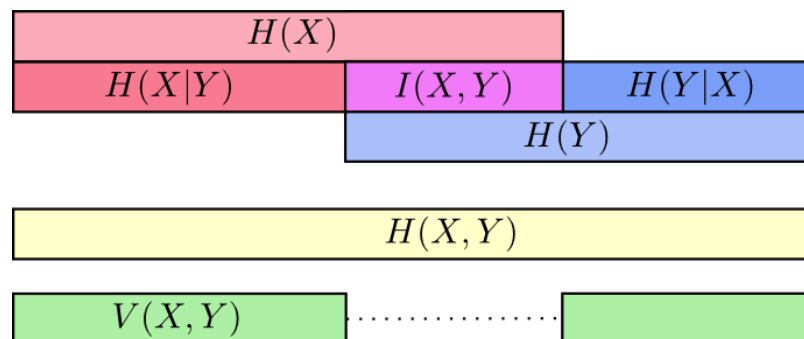 H(X)
H(X|Y) I(X,Y) H(Y|X)
H(Y)
H(X,Y)
V(X,Y)